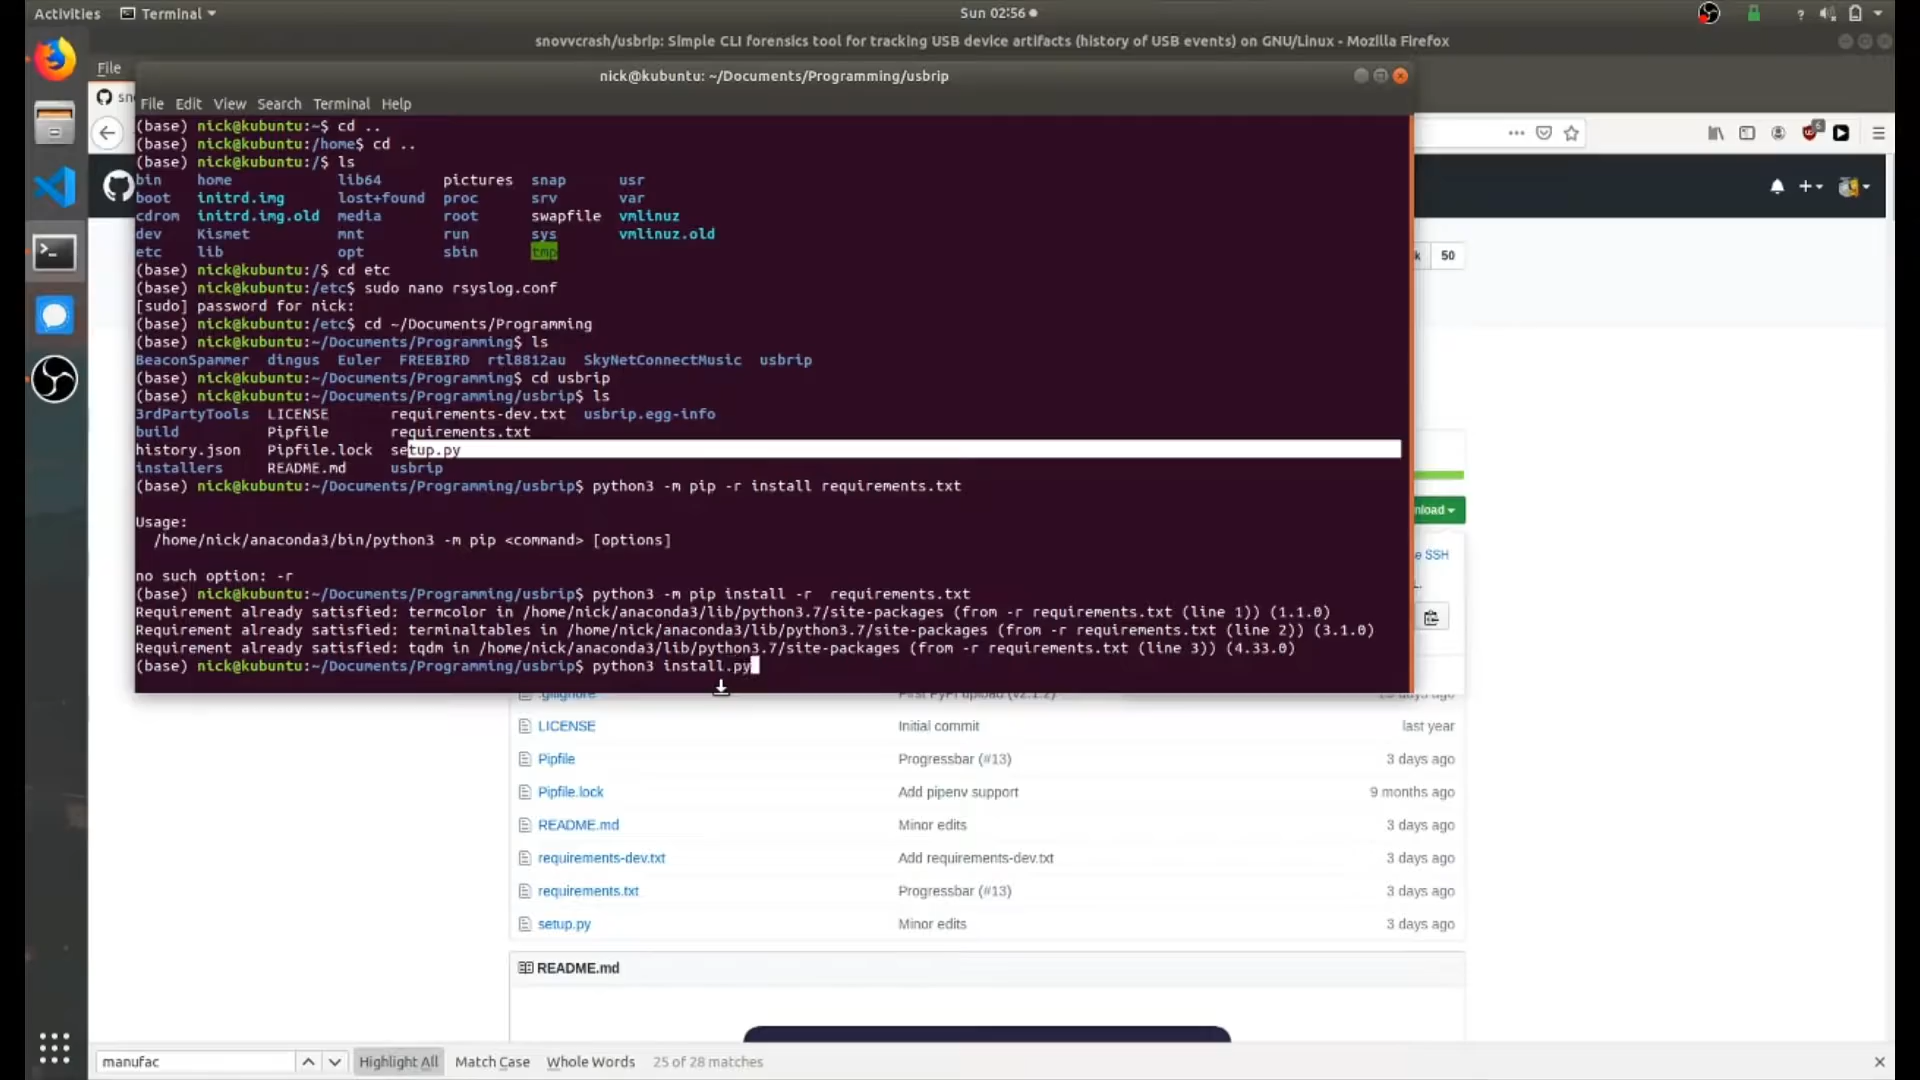 Activities Terminal Sun 02:56
snovvcrash/usbrip: Simple CLI forensics tool for tracking USB device artifacts (history of USB events) on GNU/Linux - Mozilla Firefox
File
nick@kubuntu: ~/Documents/Programming/usbrip
File Edit View Search Terminal Help
(base) nick@kubuntu:~$ cd ..
(base) nick@kubuntu:/home$ cd ..
(base) nick@kubuntu:/$ ls
bin home lib64 pictures snap usr
boot initrd.img lost+found proc srv var
cdrom initrd.img.old media root swapfile vmlinuz
dev Kismet mnt run sys vmlinuz.old
etc lib opt sbin tmp
(base) nick@kubuntu:/$ cd etc
(base) nick@kubuntu:/etc$ sudo nano rsyslog.conf
[sudo] password for nick:
(base) nick@kubuntu:/etc$ cd ~/Documents/Programming
(base) nick@kubuntu:~/Documents/Programming$ ls
BeaconSpammer dingus Euler FREEBIRD rtl8812au SkyNetConnectMusic usbrip
(base) nick@kubuntu:~/Documents/Programming$ cd usbrip
(base) nick@kubuntu:~/Documents/Programming/usbrip$ ls
3rdPartyTools LICENSE requirements-dev.txt usbrip.egg-info
build Pipfile requirements.txt
history.json Pipfile.lock setup.py
installers README.md usbrip
(base) nick@kubuntu:~/Documents/Programming/usbrip$ python3 -m pip -r install requirements.txt
Usage:
/home/nick/anaconda3/bin/python3 -m pip <command> [options]
no such option: -r
(base) nick@kubuntu:~/Documents/Programming/usbrip$ python3 -m pip install -r  requirements.txt
Requirement already satisfied: termcolor in /home/nick/anaconda3/lib/python3.7/site-packages (from -r requirements.txt (line 1)) (1.1.0)
Requirement already satisfied: terminaltables in /home/nick/anaconda3/lib/python3.7/site-packages (from -r requirements.txt (line 2)) (3.1.0)
Requirement already satisfied: tqdm in /home/nick/anaconda3/lib/python3.7/site-packages (from -r requirements.txt (line 3)) (4.33.0)
(base) nick@kubuntu:~/Documents/Programming/usbrip$ python3 install.py
50
nload
e SSH
.gitignore First PyPI upload (v2.1.2) days ago
LICENSE Initial commit last year
Pipfile Progressbar (#13) 3 days ago
Pipfile.lock Add pipenv support 9 months ago
README.md Minor edits 3 days ago
requirements-dev.txt Add requirements-dev.txt 3 days ago
requirements.txt Progressbar (#13) 3 days ago
setup.py Minor edits 3 days ago
README.md
manufac Highlight All Match Case Whole Words 25 of 28 matches